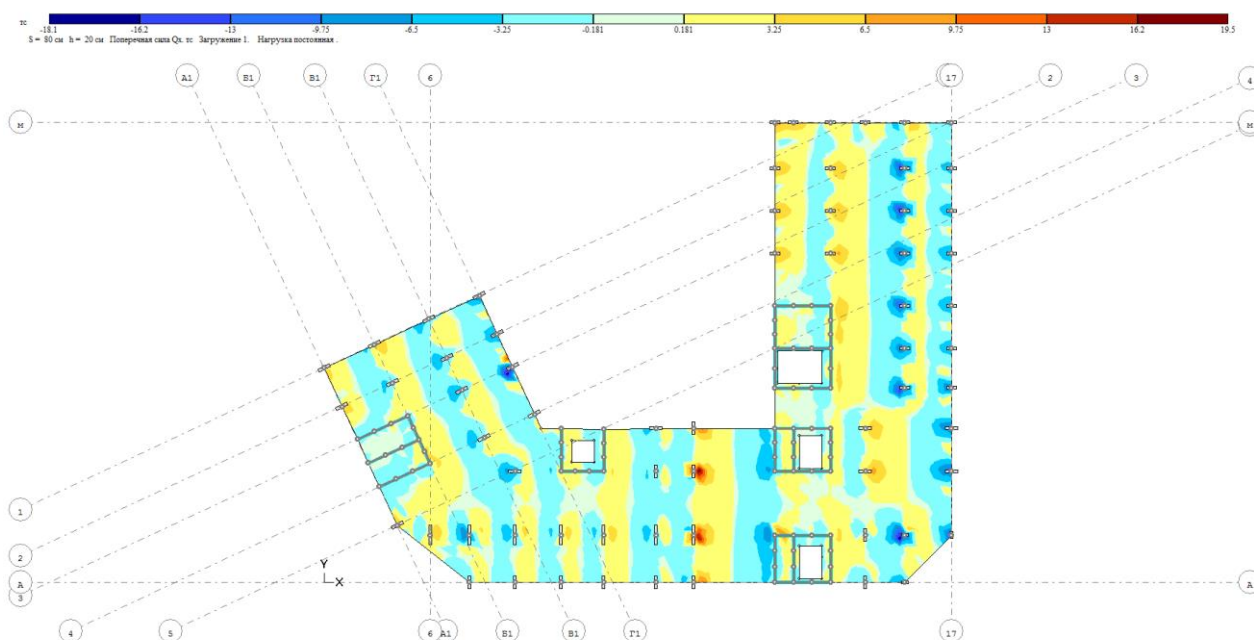 тс
-18.1 -16.2 -13 -9.75 -6.5 -3.25 -0.181 0.181 3.25 6.5 9.75 13 16.2 19.5
S = 80 см h = 20 см Поперечная сила Qx. тс Загружение 1. Нагрузка постоянная .
А1 В1 В1 Г1 6 17 2 3 4
М Н
1
2
А А
3
Y
X
4 5 6 А1 В1 В1 Г1 17